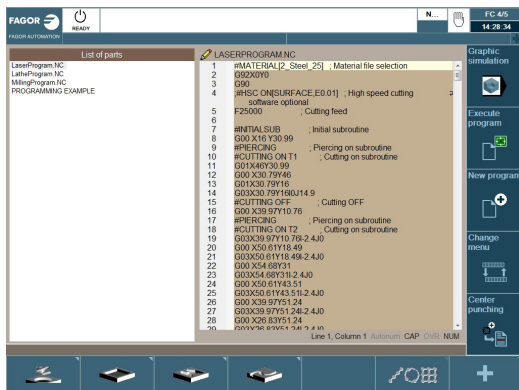 FAGOR
READY
N...
FC 4/5
14:28:34
FAGOR AUTOMATION
List of parts
LaserProgram.NC
LatheProgram.NC
MillingProgram.NC
PROGRAMMING EXAMPLE
LASERPROGRAM.NC
1 #MATERIAL[2_Steel_25] ; Material file selection
2 G92X0Y0
3 G90
4 #HSC ON[SURFACE,E0.01] ; High speed cutting
software optional
5 F25000 ; Cutting feed
6
7 #INITIALSUB ; Initial subroutine
8 G00 X16 Y30.99
9 #PIERCING ; Piercing on subroutine
10 #CUTTING ON T1 ; Cutting on subroutine
11 G01X46Y30.99
12 G00 X30.79Y46
13 G01X30.79Y16
14 G03X30.79Y16I0J14.9
15 #CUTTING OFF ; Cutting OFF
16 G00 X39.97Y10.76
17 #PIERCING ; Piercing on subroutine
18 #CUTTING ON T2 ; Cutting on subroutine
19 G03X39.97Y10.76I-2.4J0
20 G00 X50.61Y18.49
21 G03X50.61Y18.49I-2.4J0
22 G00 X54.68Y31
23 G03X54.68Y31I-2.4J0
24 G00 X50.61Y43.51
25 G03X50.61Y43.51I-2.4J0
26 G00 X39.97Y51.24
27 G03X39.97Y51.24I-2.4J0
28 G00 X26.83Y51.24
29 G03X26.83Y51.24I-2.4J0
Line 1, Column 1 Autonum CAP OVR NUM
Graphic
simulation
Execute
program
New program
Change
menu
Center
punching